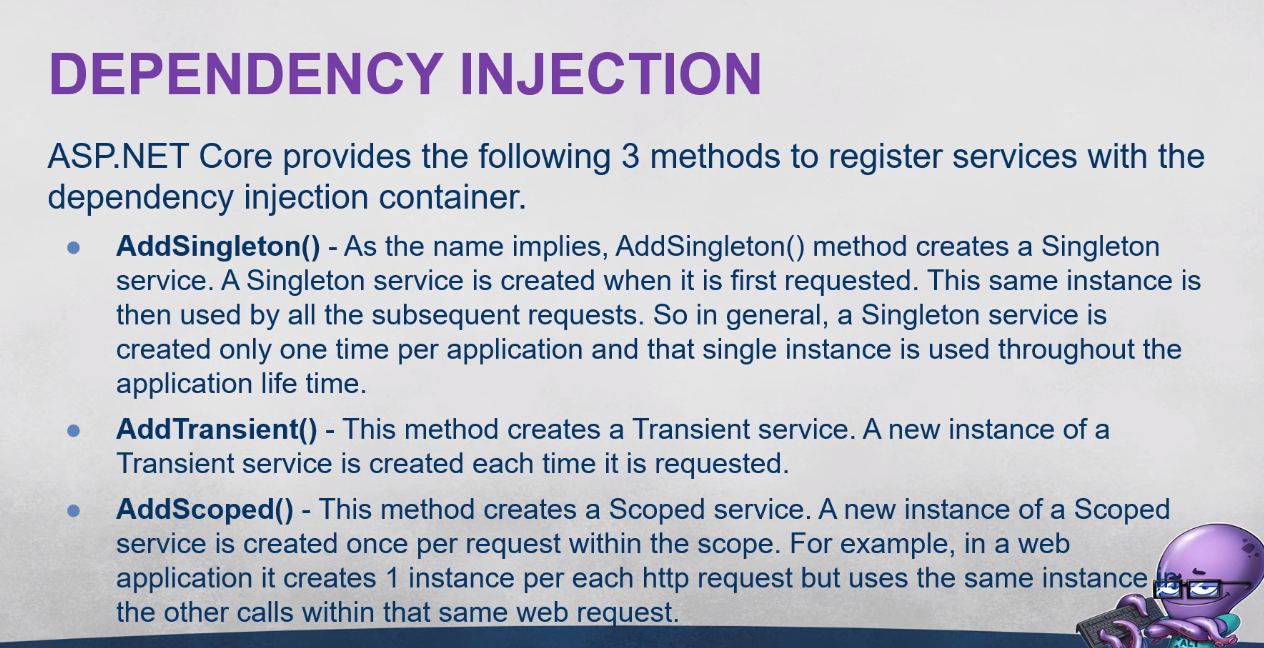 DEPENDENCY INJECTION
ASP.NET Core provides the following 3 methods to register services with the
dependency injection container.
● AddSingleton() - As the name implies, AddSingleton() method creates a Singleton
service. A Singleton service is created when it is first requested. This same instance is
then used by all the subsequent requests. So in general, a Singleton service is
created only one time per application and that single instance is used throughout the
application life time.
● AddTransient() - This method creates a Transient service. A new instance of a
Transient service is created each time it is requested.
● AddScoped() - This method creates a Scoped service. A new instance of a Scoped
service is created once per request within the scope. For example, in a web
application it creates 1 instance per each http request but uses the same instance in
the other calls within that same web request.